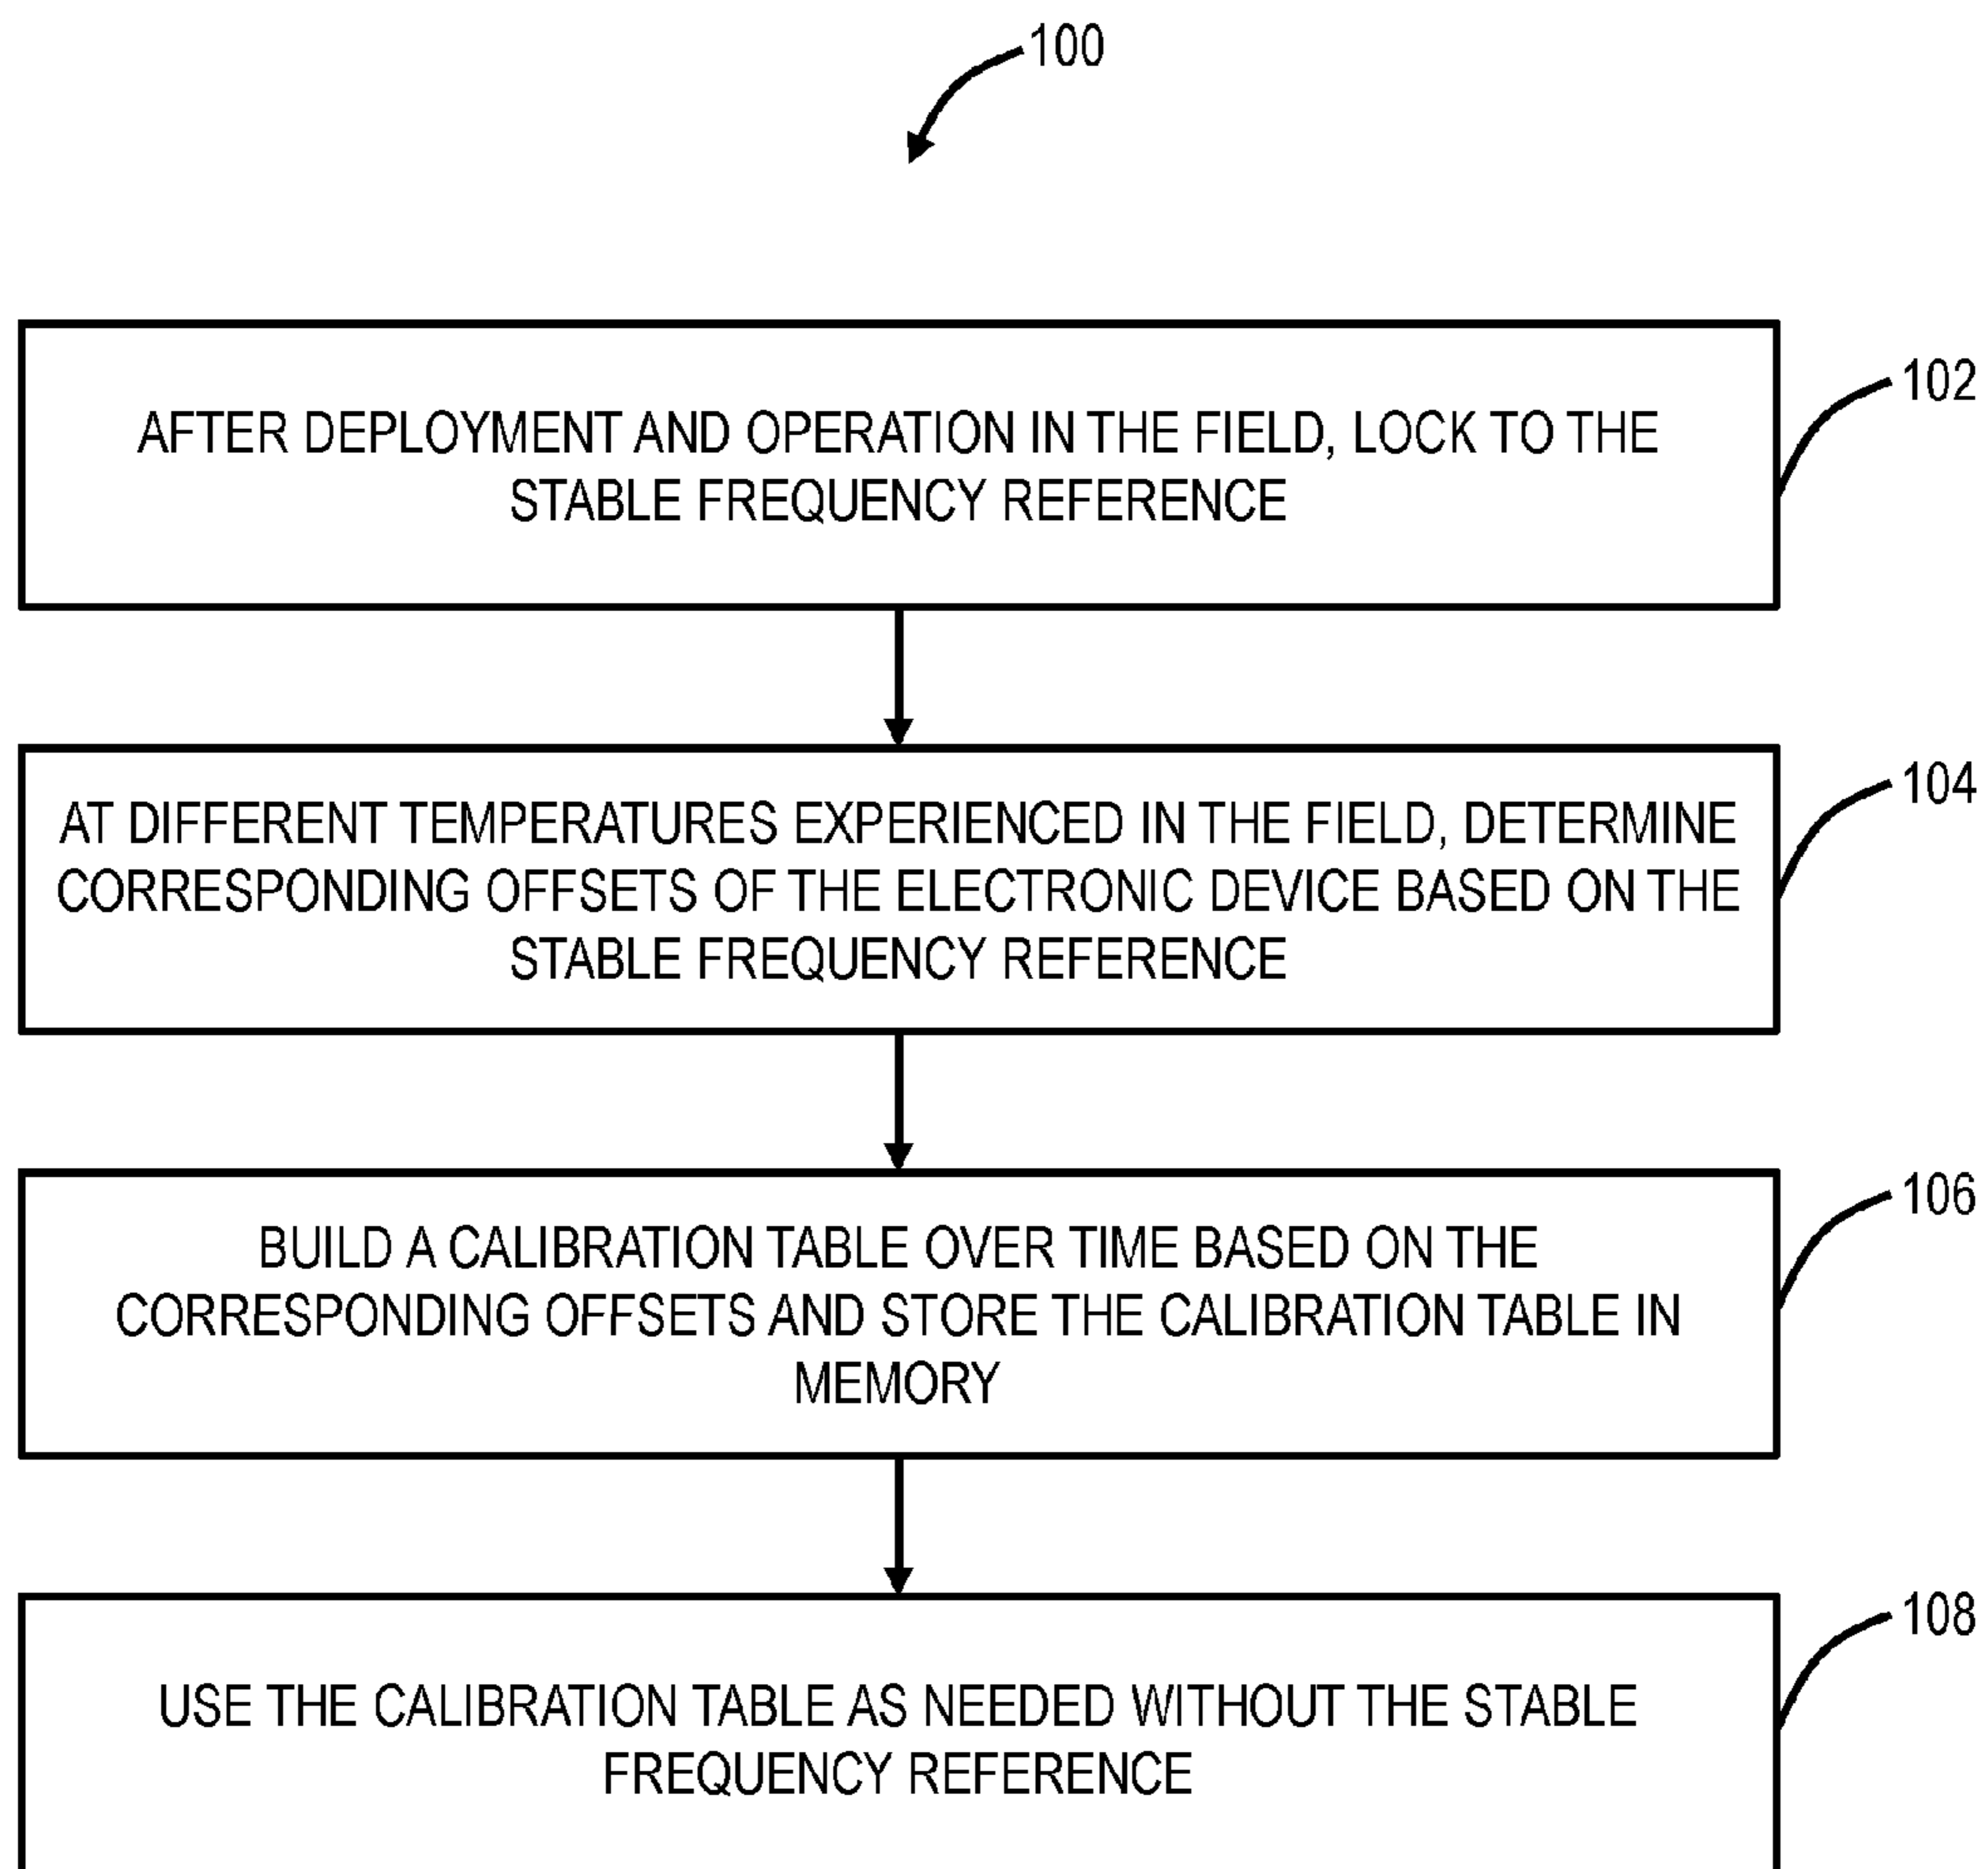 100
102
AFTER DEPLOYMENT AND OPERATION IN THE FIELD, LOCK TO THE
STABLE FREQUENCY REFERENCE
104
AT DIFFERENT TEMPERATURES EXPERIENCED IN THE FIELD, DETERMINE
CORRESPONDING OFFSETS OF THE ELECTRONIC DEVICE BASED ON THE
STABLE FREQUENCY REFERENCE
106
BUILD A CALIBRATION TABLE OVER TIME BASED ON THE
CORRESPONDING OFFSETS AND STORE THE CALIBRATION TABLE IN
MEMORY
108
USE THE CALIBRATION TABLE AS NEEDED WITHOUT THE STABLE
FREQUENCY REFERENCE